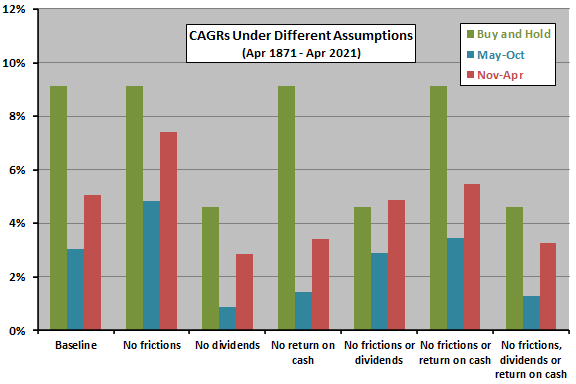 CAGRs Under Different Assumptions
(Apr 1871 - Apr 2021)
Buy and Hold
May-Oct
Nov-Apr
12%
10%
8%
6%
4%
2%
0%
Baseline
No frictions
No dividends
No return on
cash
No frictions or
dividends
No frictions or
return on cash
No frictions,
dividends or
return on cash